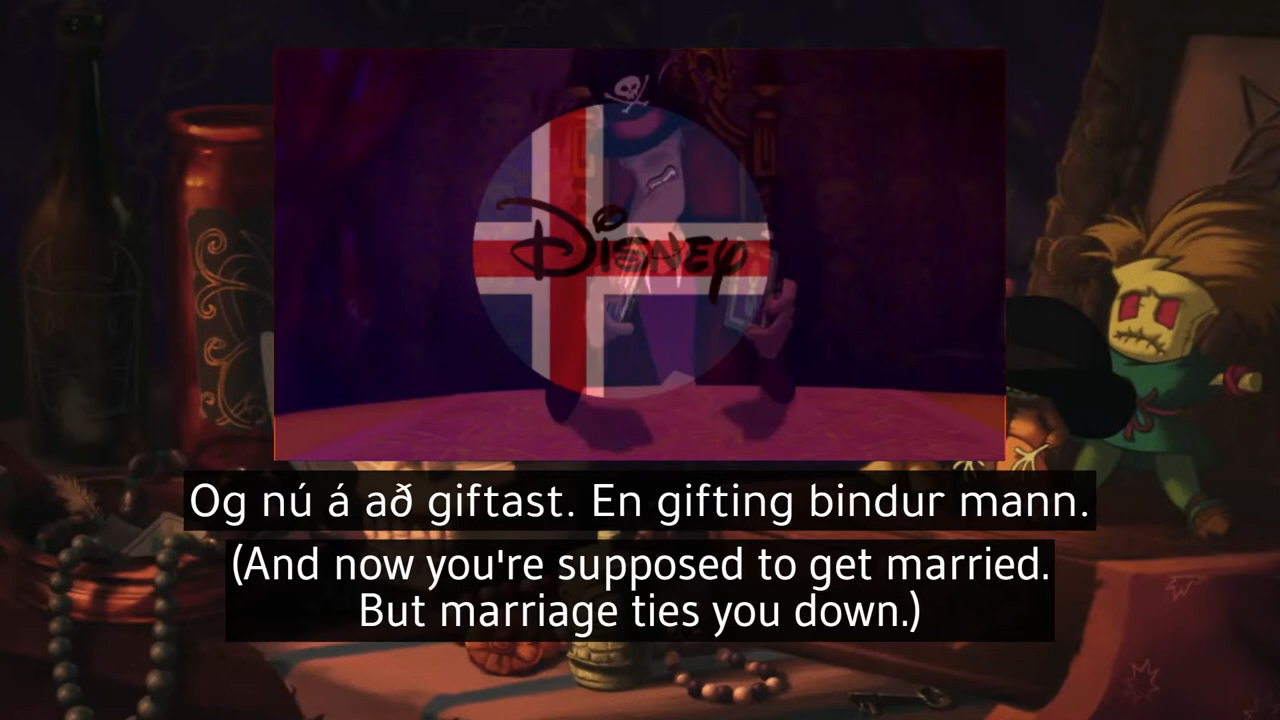 Disney
Og nú á að giftast. En gifting bindur mann.
(And now you're supposed to get married.
But marriage ties you down.)